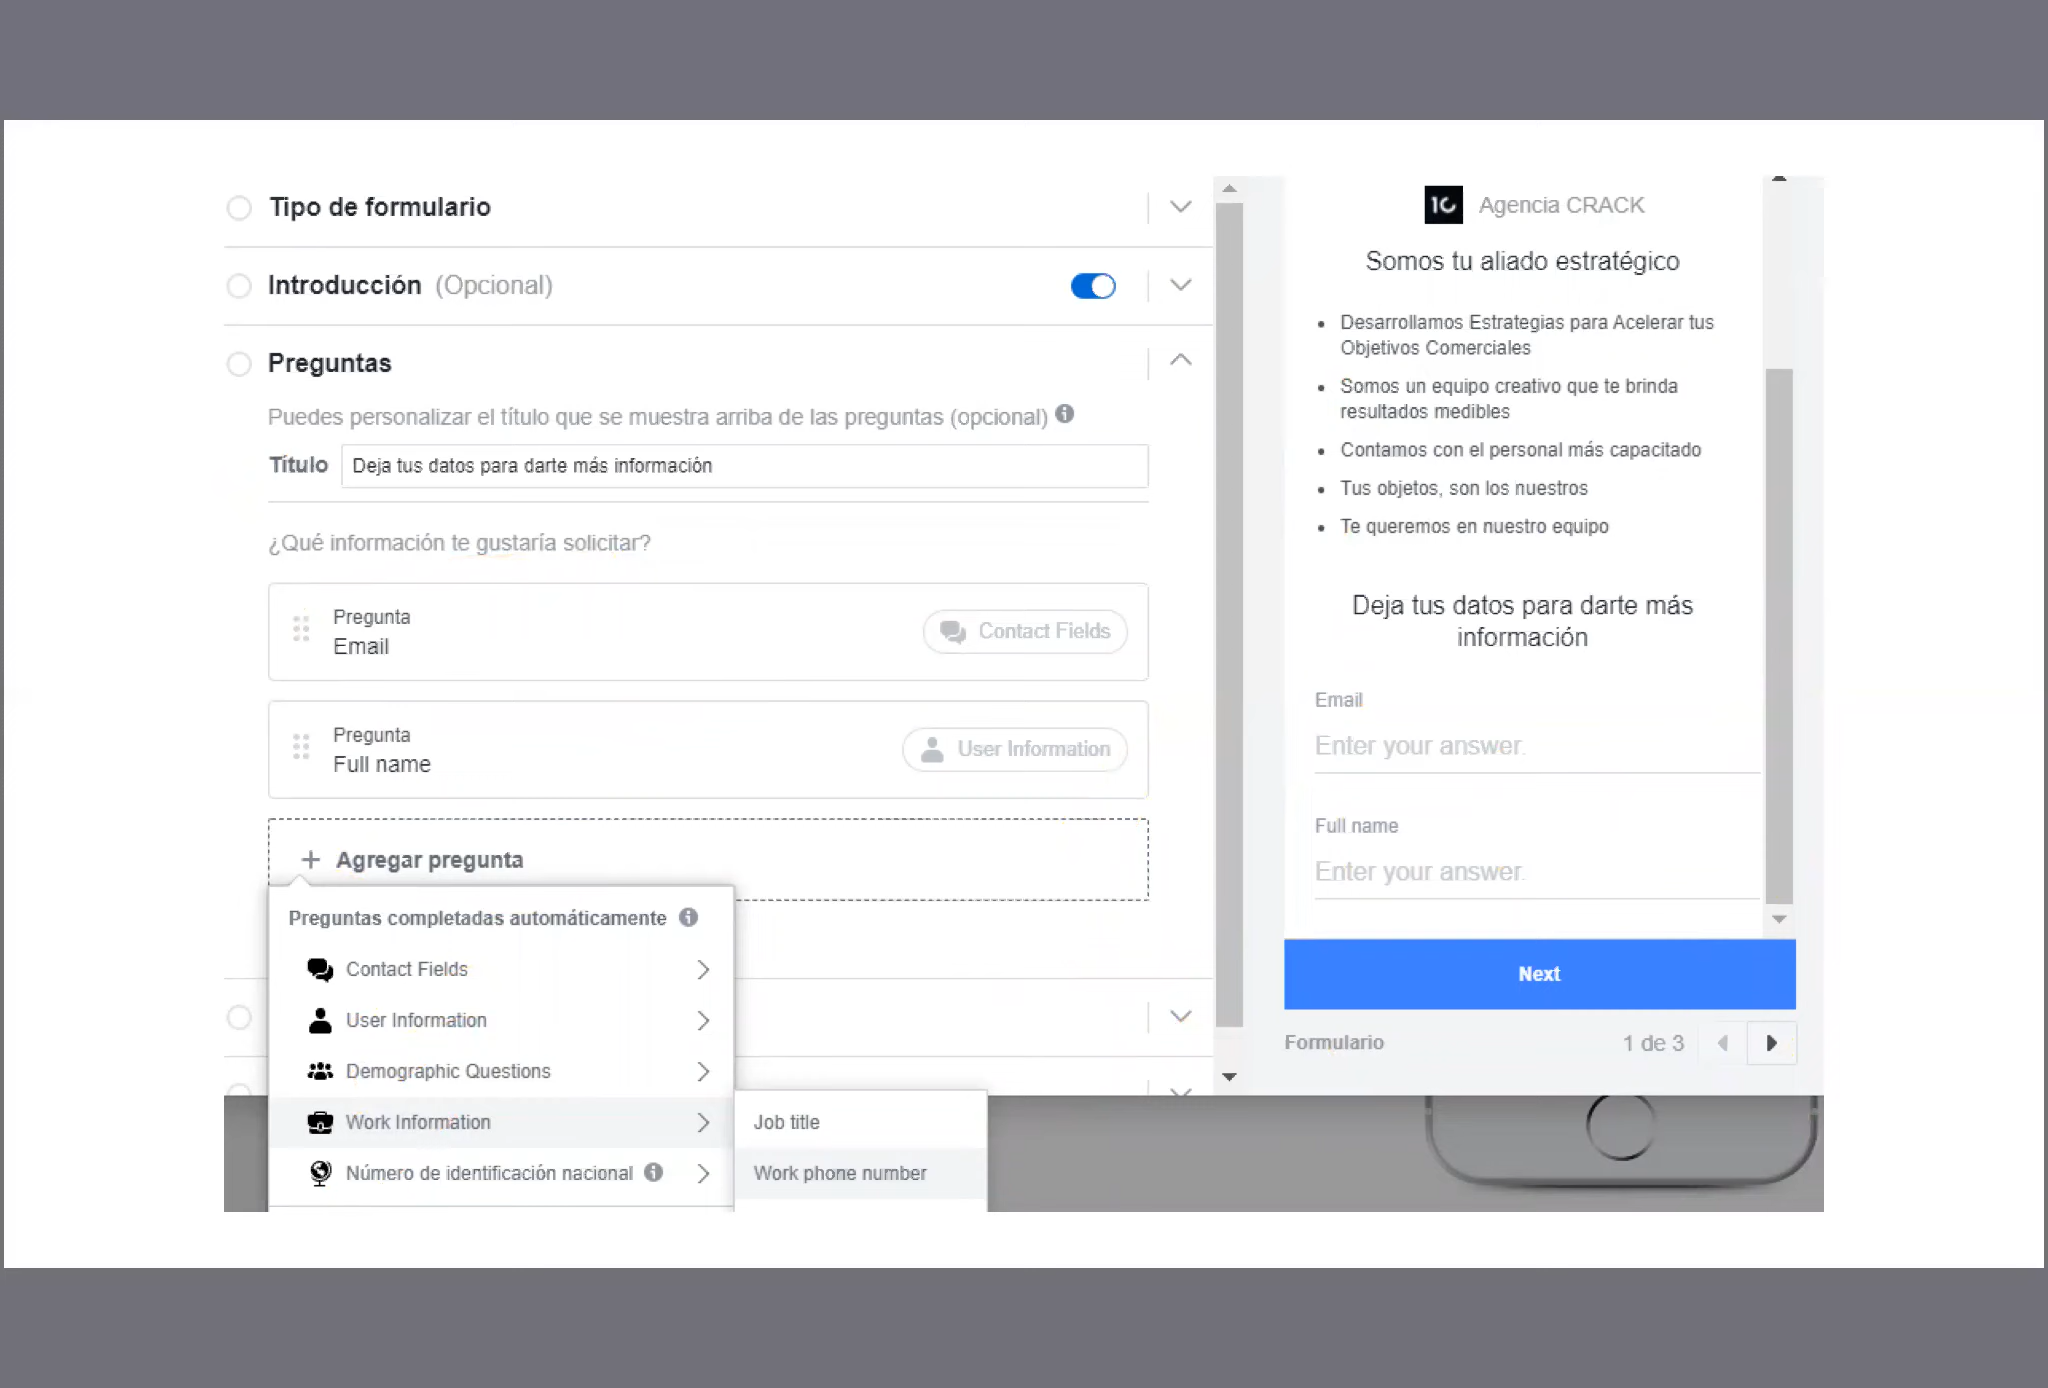 Tipo de formulario
Introducción (Opcional)
Preguntas
Puedes personalizar el título que se muestra arriba de las preguntas (opcional)
Título Deja tus datos para darte más información
¿Qué información te gustaría solicitar?
Pregunta
Email
Contact Fields
Pregunta
Full name
User Information
+ Agregar pregunta
Preguntas completadas automáticamente
Contact Fields
User Information
Demographic Questions
Work Information
Número de identificación nacional
Job title
Work phone number
1C Agencia CRACK
Somos tu aliado estratégico
• Desarrollamos Estrategias para Acelerar tus
Objetivos Comerciales
• Somos un equipo creativo que te brinda
resultados medibles
• Contamos con el personal más capacitado
• Tus objetos, son los nuestros
• Te queremos en nuestro equipo
Deja tus datos para darte más
información
Email
Enter your answer.
Full name
Enter your answer.
Next
Formulario 1 de 3